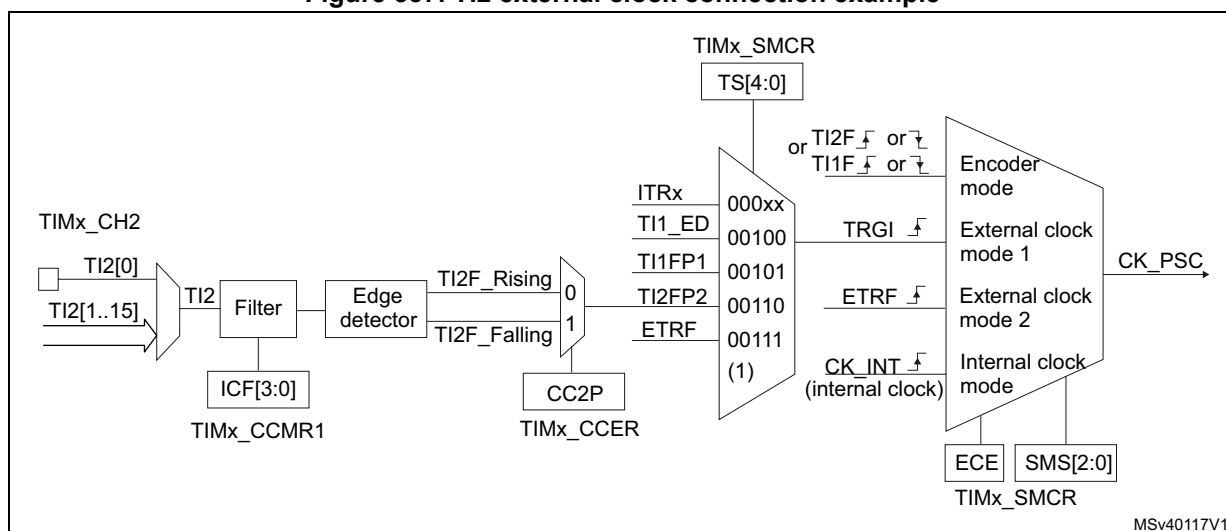 TIMx_SMCR
TS[4:0]
or TI2F or
TI1F or
Encoder
mode
ITRx
000xx
TIMx_CH2
TI1_ED
00100
TRGI
External clock
mode 1
CK_PSC
TI2[0]
TI1FP1
00101
TI2F_Rising
0
TI2
Filter
Edge
detector
TI2FP2
00110
ETRF
External clock
mode 2
TI2[1..15]
1
TI2F_Falling
ETRF
00111
(1)
CK_INT
(internal clock)
Internal clock
mode
ICF[3:0]
CC2P
TIMx_CCMR1
TIMx_CCER
ECE
SMS[2:0]
TIMx_SMCR
MSv40117V1